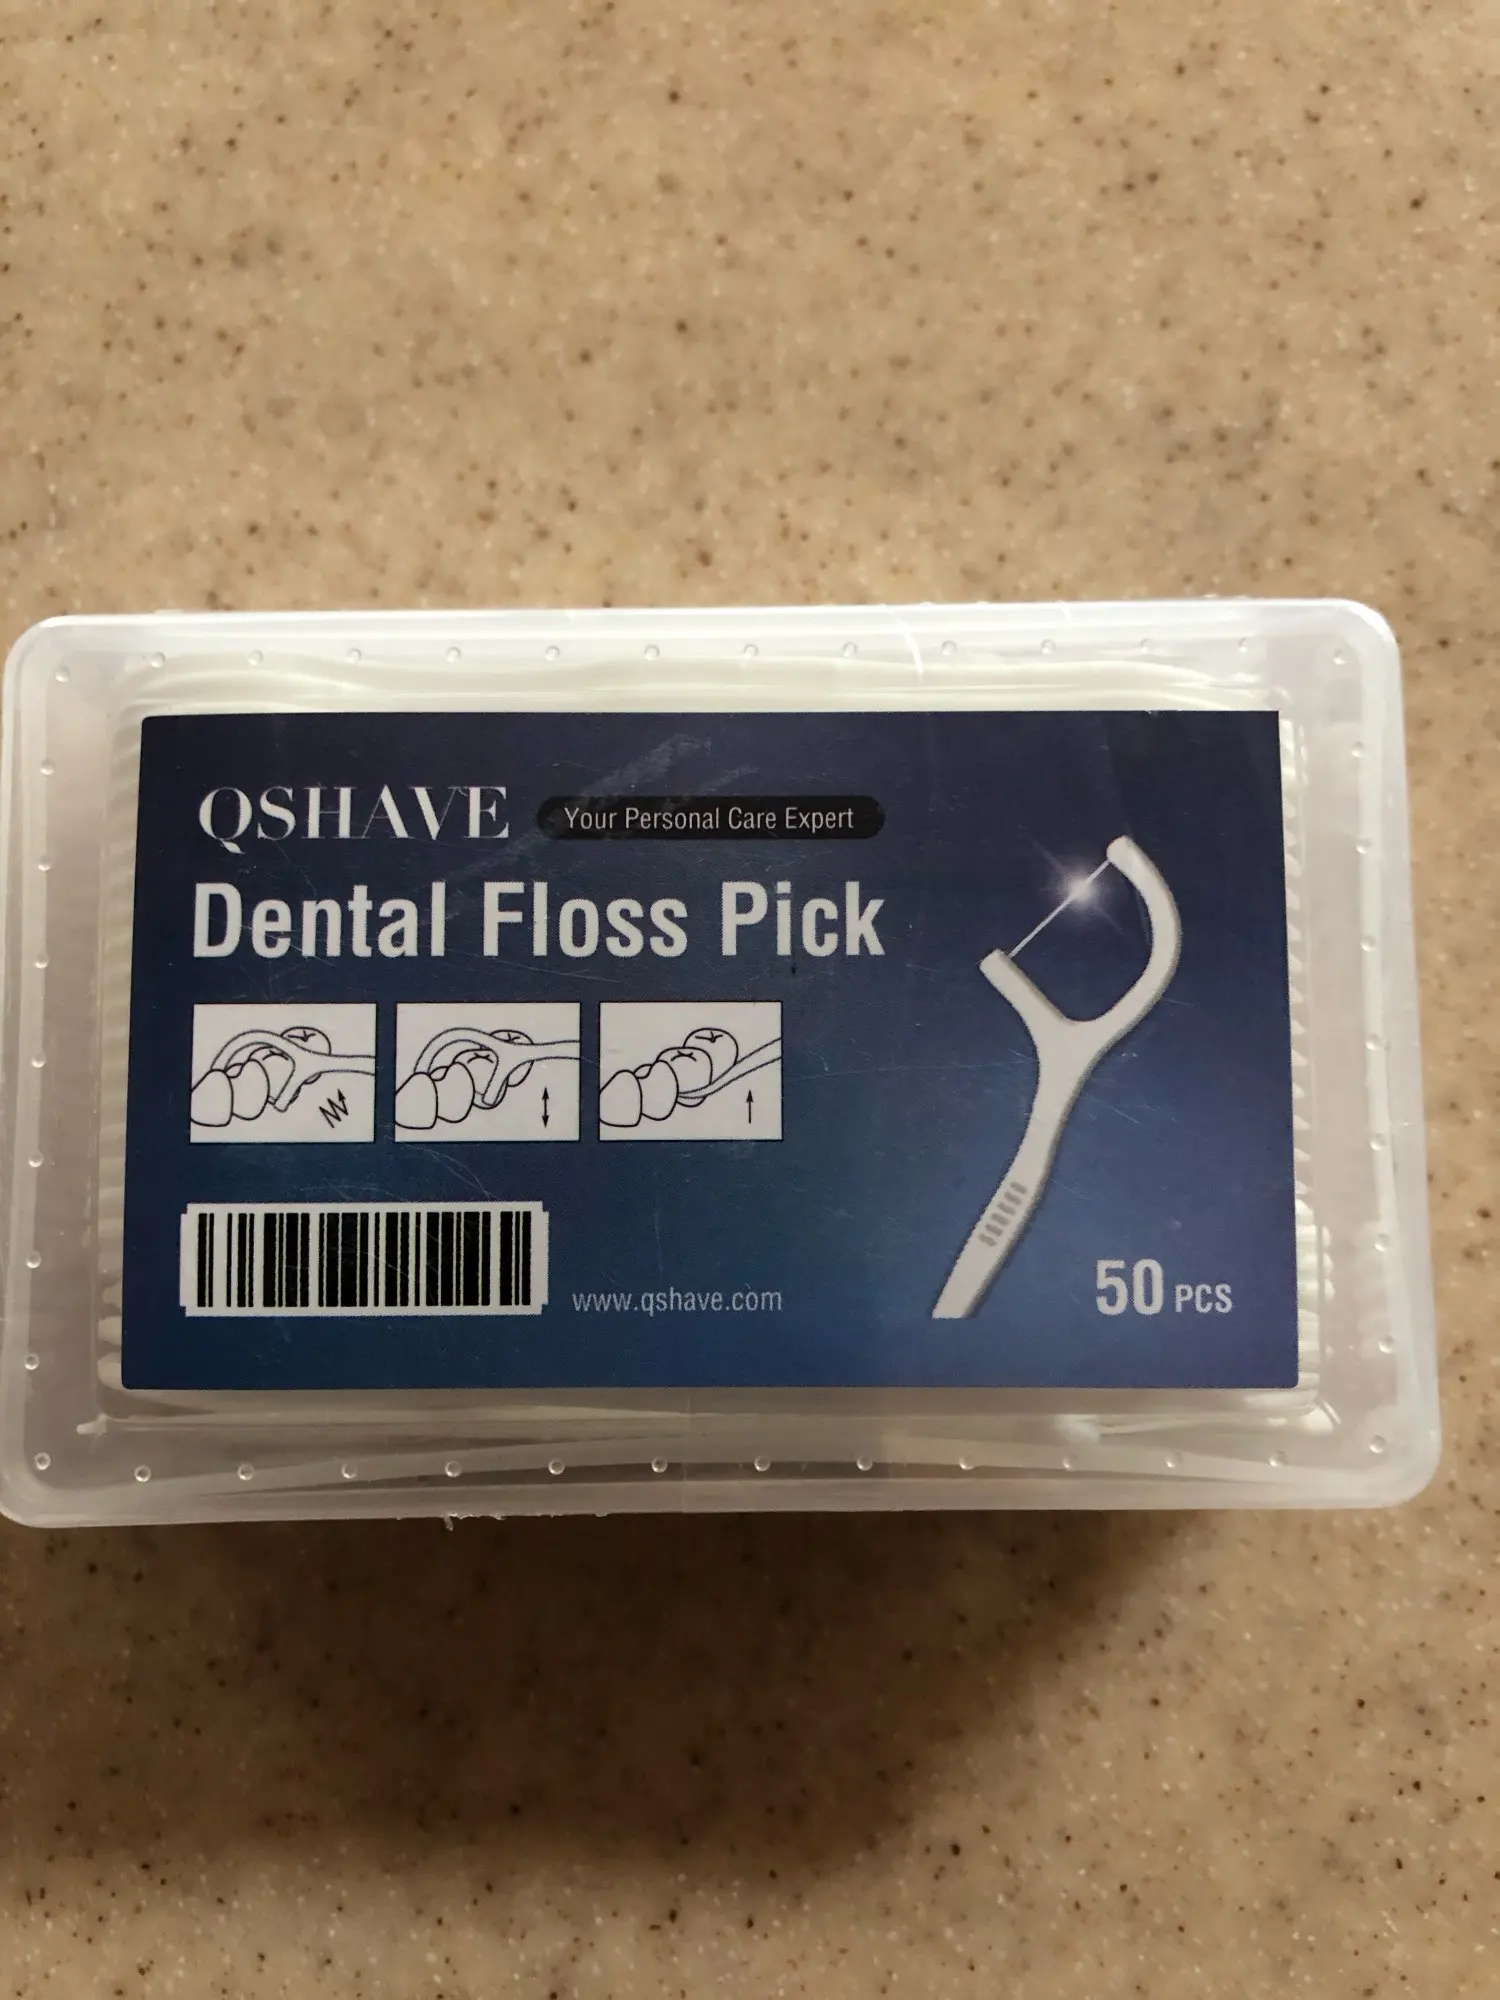 QSHAVE Your Personal Care Expert
Dental Floss Pick
www.qshave.com
50 PCS